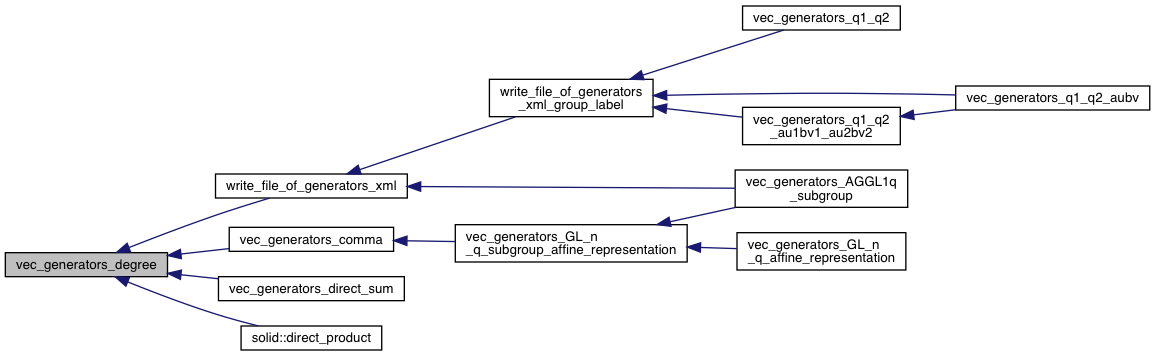 vec_generators_q1_q2
write_file_of_generators
_xml_group_label
vec_generators_q1_q2_aubv
vec_generators_q1_q2
_au1bv1_au2bv2
write_file_of_generators_xml
vec_generators_AGGL1q
_subgroup
vec_generators_comma
vec_generators_GL_n
_q_subgroup_affine_representation
vec_generators_GL_n
_q_affine_representation
vec_generators_degree
vec_generators_direct_sum
solid::direct_product